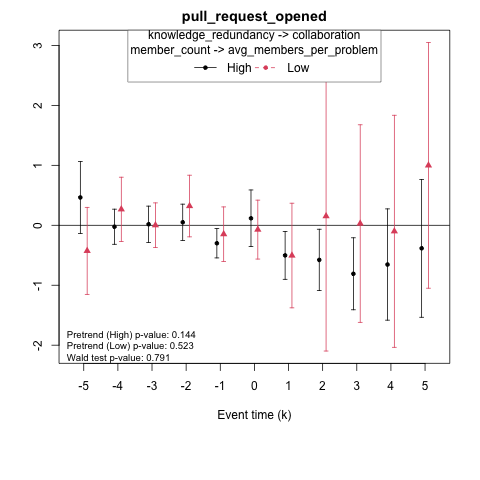 pull_request_opened
knowledge_redundancy -> collaboration
member_count -> avg_members_per_problem
High Low
3
2
1
0
-1
-2
Pretrend (High) p-value: 0.144
Pretrend (Low) p-value: 0.523
Wald test p-value: 0.791
-5 -4 -3 -2 -1 0 1 2 3 4 5
Event time (k)